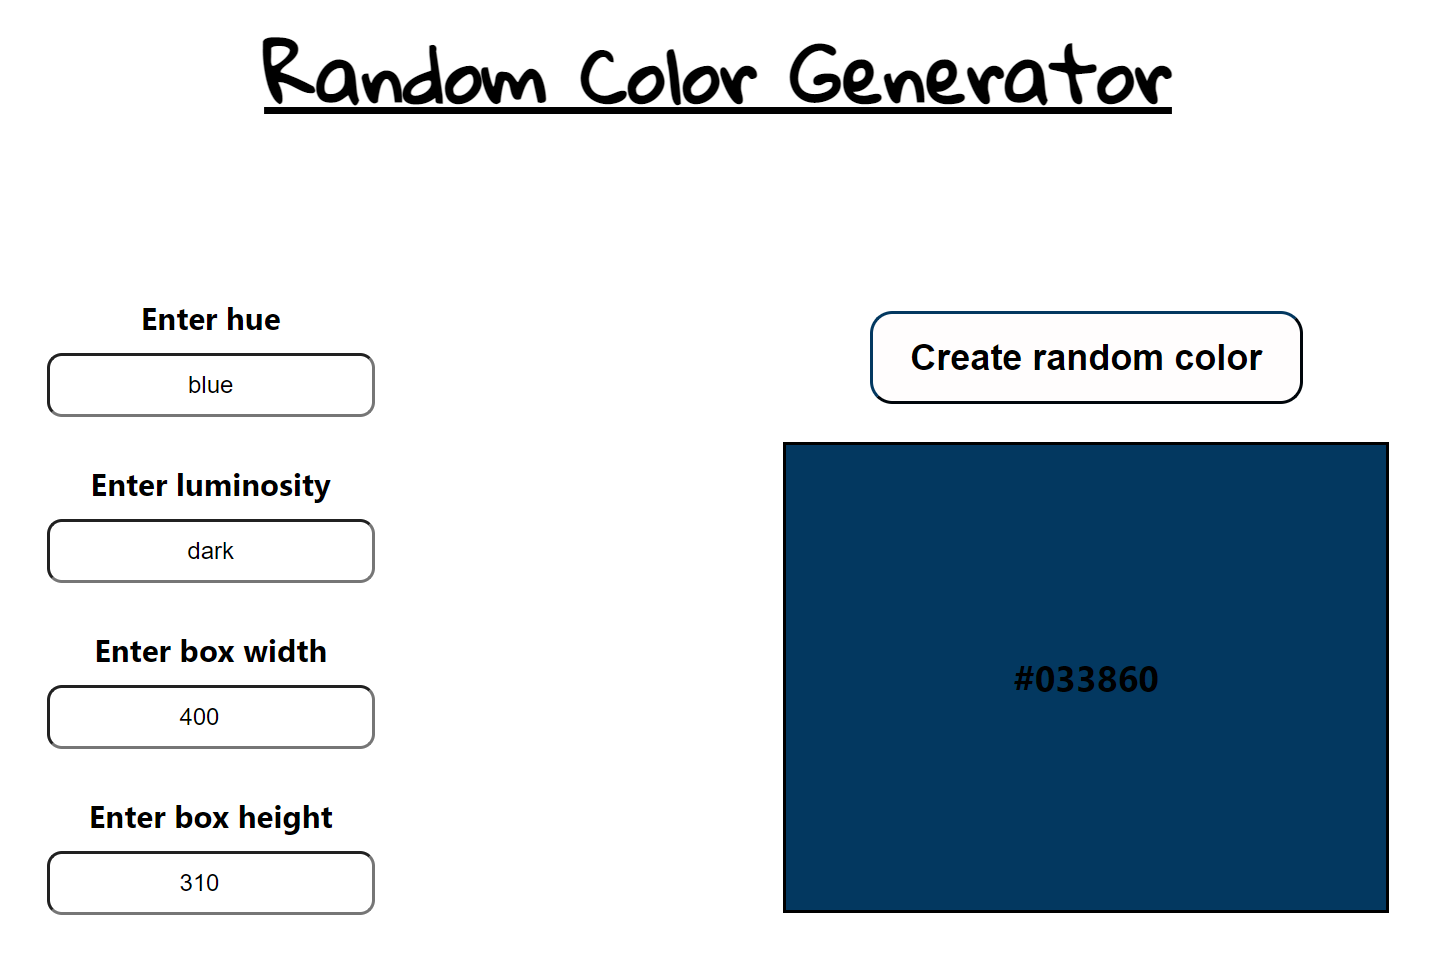 Random Color Generator
Enter hue
blue
Enter luminosity
dark
Enter box width
400
Enter box height
310
Create random color
#033860